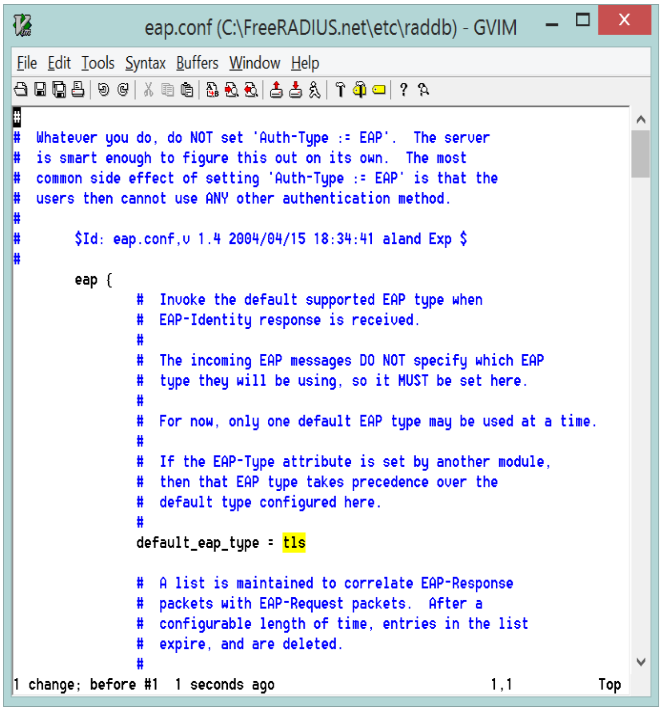 eap.conf (C:\FreeRADIUS.net\etc\raddb) - GVIM
File Edit Tools Syntax Buffers Window Help
#
# Whatever you do, do NOT set 'Auth-Type := EAP'. The server
# is smart enough to figure this out on its own. The most
# common side effect of setting 'Auth-Type := EAP' is that the
# users then cannot use ANY other authentication method.
#
# $Id: eap.conf,v 1.4 2004/04/15 18:34:41 aland Exp $
#
eap {
# Invoke the default supported EAP type when
# EAP-Identity response is received.
#
# The incoming EAP messages DO NOT specify which EAP
# type they will be using, so it MUST be set here.
#
# For now, only one default EAP type may be used at a time.
#
# If the EAP-Type attribute is set by another module,
# then that EAP type takes precedence over the
# default type configured here.
#
default_eap_type = tls
# A list is maintained to correlate EAP-Response
# packets with EAP-Request packets. After a
# configurable length of time, entries in the list
# expire, and are deleted.
#
1 change; before #1 1 seconds ago 1,1 Top